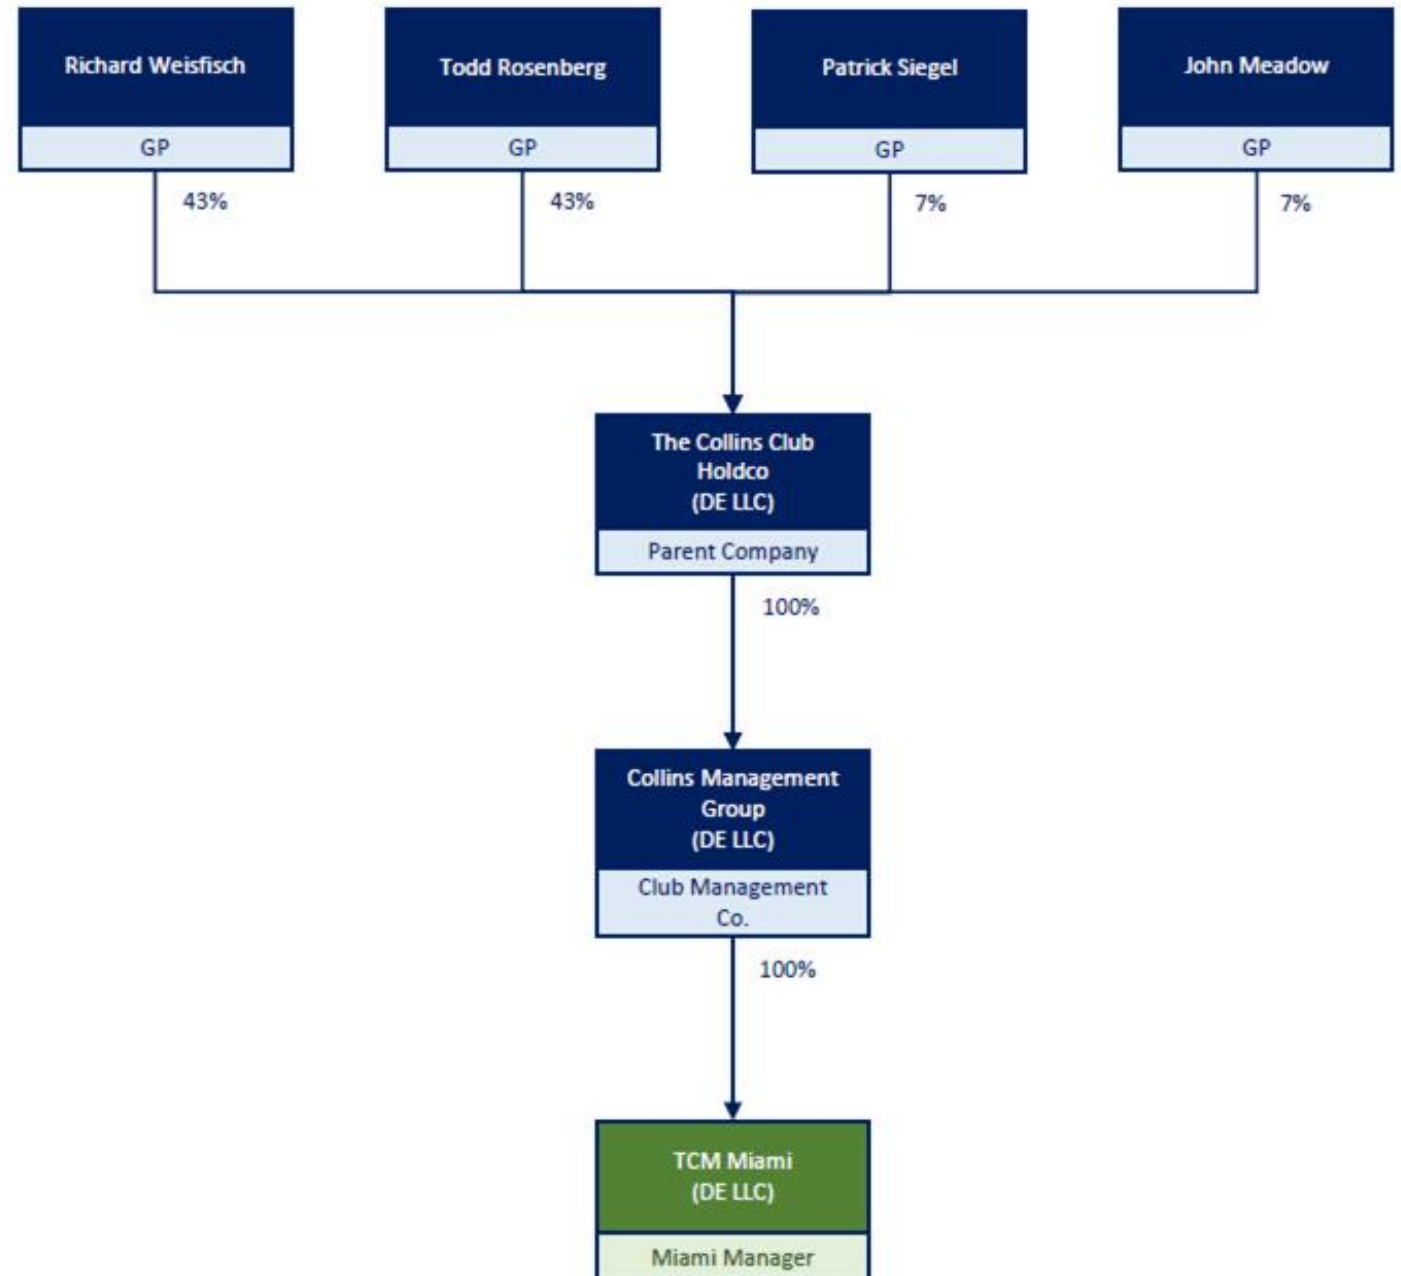 Richard Weisfisch
Todd Rosenberg
Patrick Siegel
John Meadow
GP
GP
GP
GP
43%
43%
7%
7%
The Collins Club
Holdco
(DE LLC)
Parent Company
100%
Collins Management
Group
(DE LLC)
Club Management
Co.
100%
TCM Miami
(DE LLC)
Miami Manager